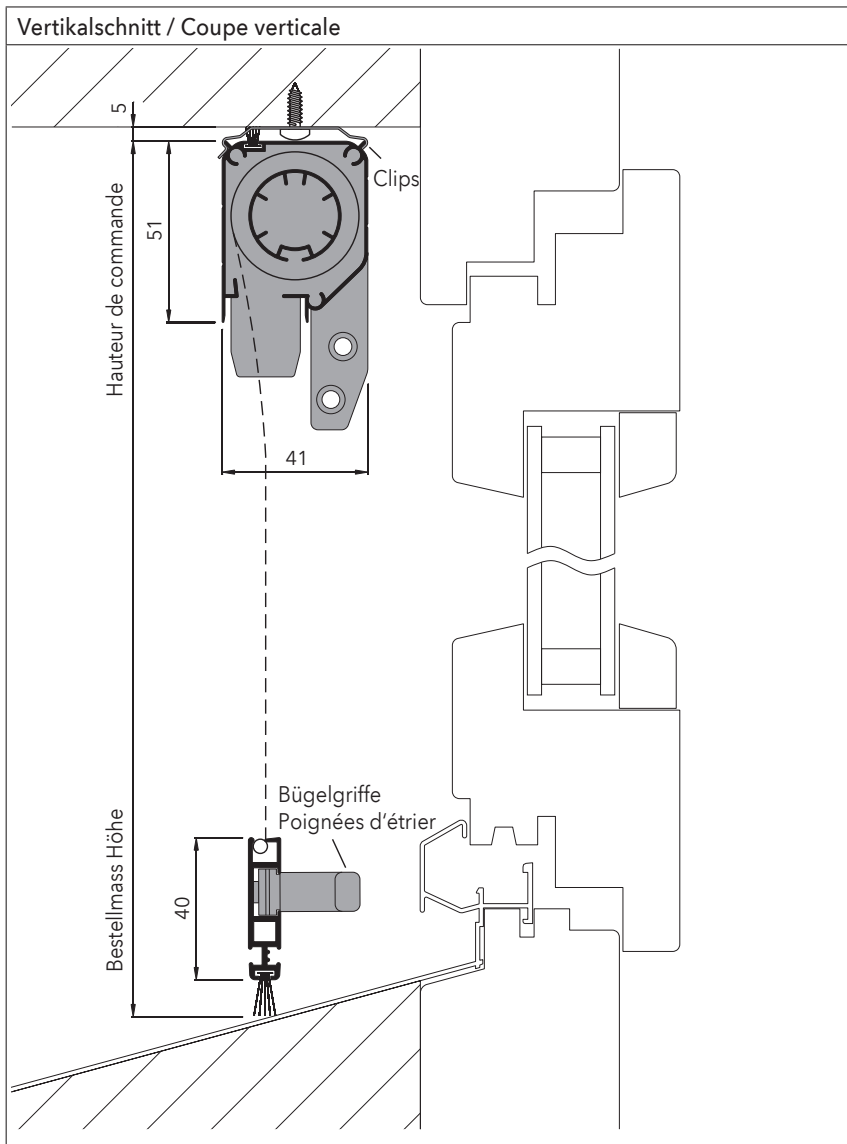 Vertikalschnitt / Coupe verticale
5
Clips
51
Hauteur de commande
41
Bügelgriffe
Poignées d‘étrier
40
Bestellmass Höhe